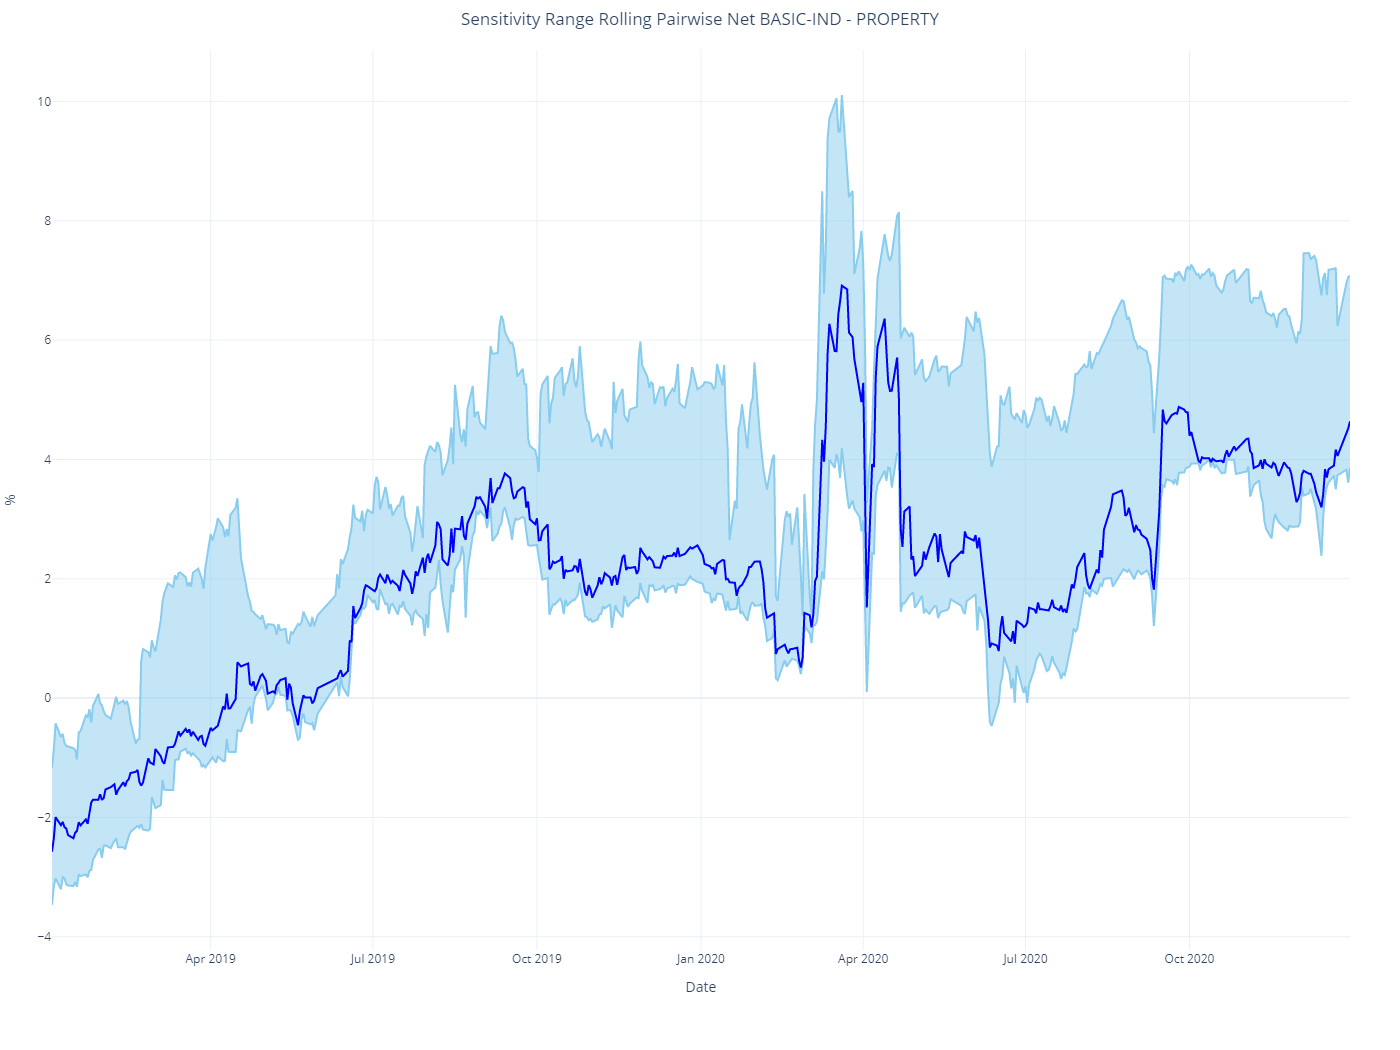 Sensitivity Range Rolling Pairwise Net BASIC-IND - PROPERTY
10
8
6
4
2
0
−2
−4
%
Apr 2019
Jul 2019
Oct 2019
Jan 2020
Apr 2020
Jul 2020
Oct 2020
Date